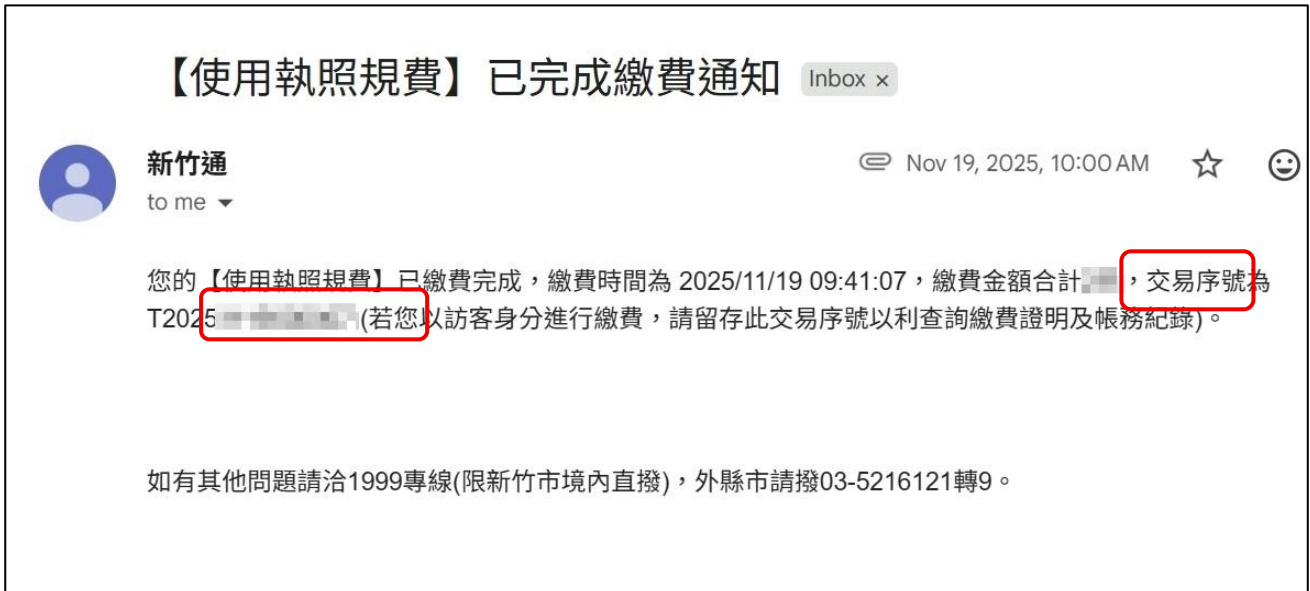 【使用執照規費】已完成繳費通知 Inbox ×
新竹通
Nov 19, 2025, 10:00 AM
to me
您的【使用執照規費】已繳費完成，繳費時間為 2025/11/19 09:41:07，繳費金額合計，交易序號為
T2025 (若您以訪客身分進行繳費，請留存此交易序號以利查詢繳費證明及帳務紀錄)。
如有其他問題請洽1999專線(限新竹市境內直撥)，外縣市請撥03-5216121轉9。